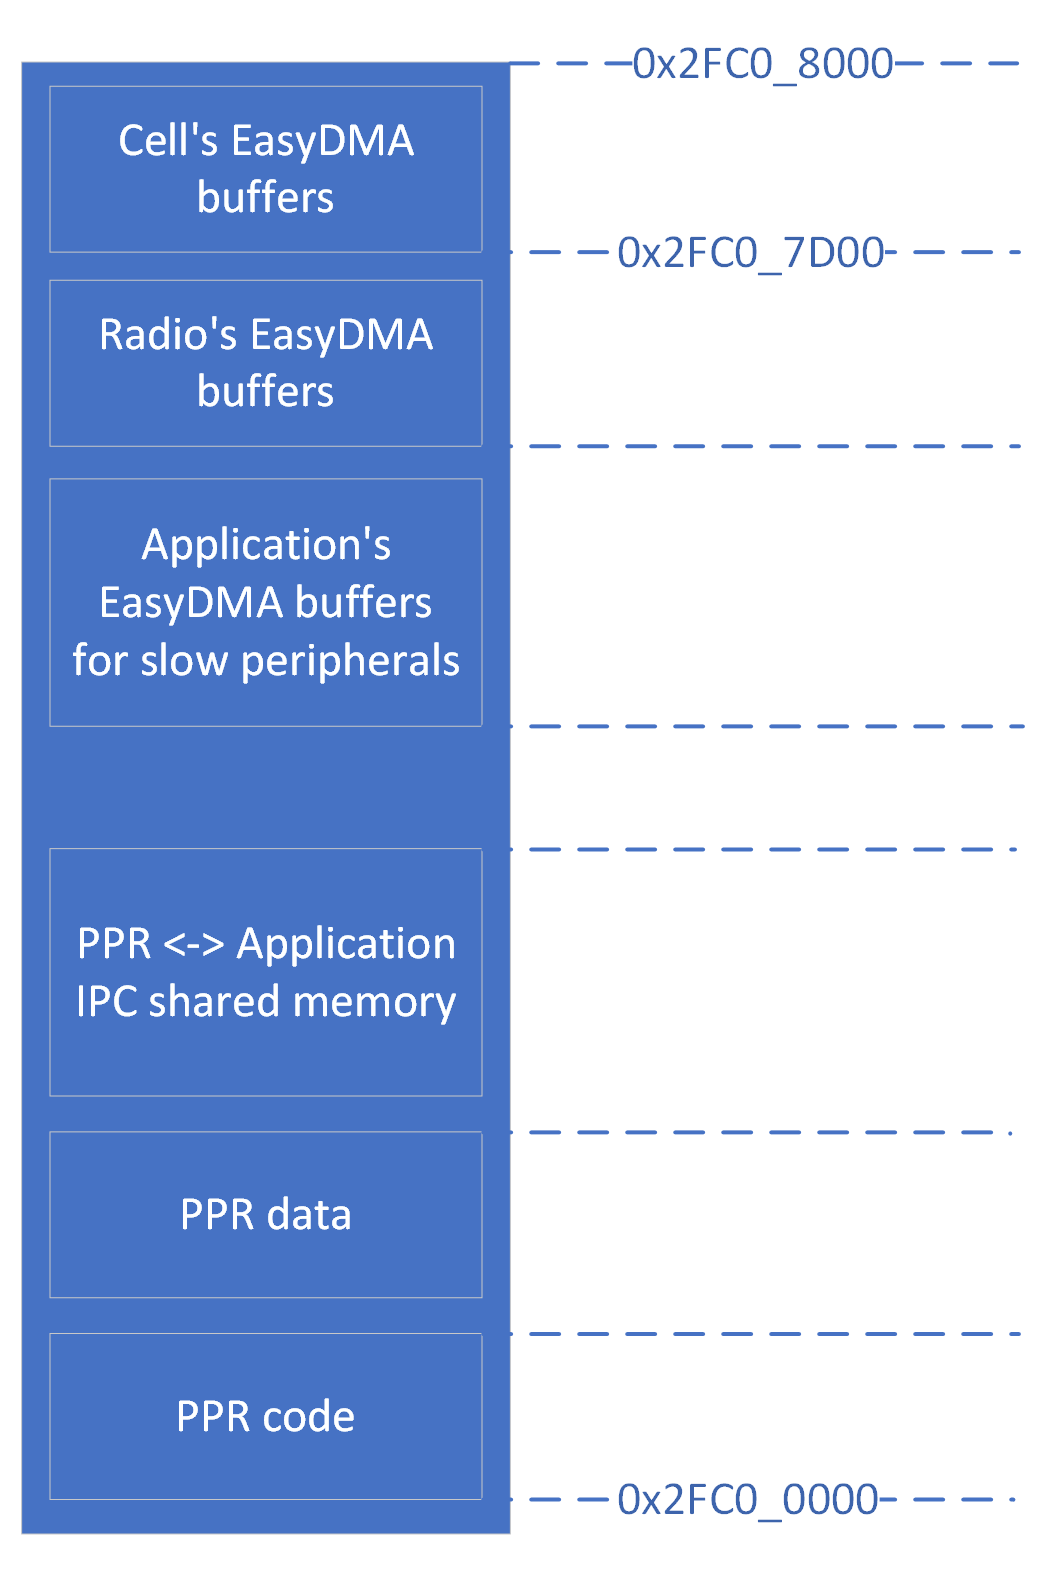 0x2FC0_8000
Cell's EasyDMA
buffers
0x2FC0_7D00
Radio's EasyDMA
buffers
Application's
EasyDMA buffers
for slow peripherals
PPR <-> Application
IPC shared memory
PPR data
PPR code
0x2FC0_0000